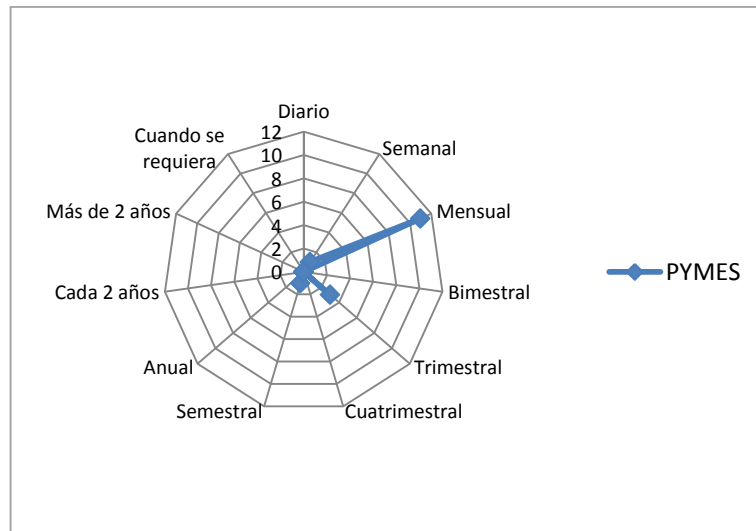 Diario
Cuando se
requiera
12
Semanal
10
8
Más de 2 años
6
Mensual
4
2
0
PYMES
Cada 2 años
Bimestral
Anual
Trimestral
Semestral
Cuatrimestral